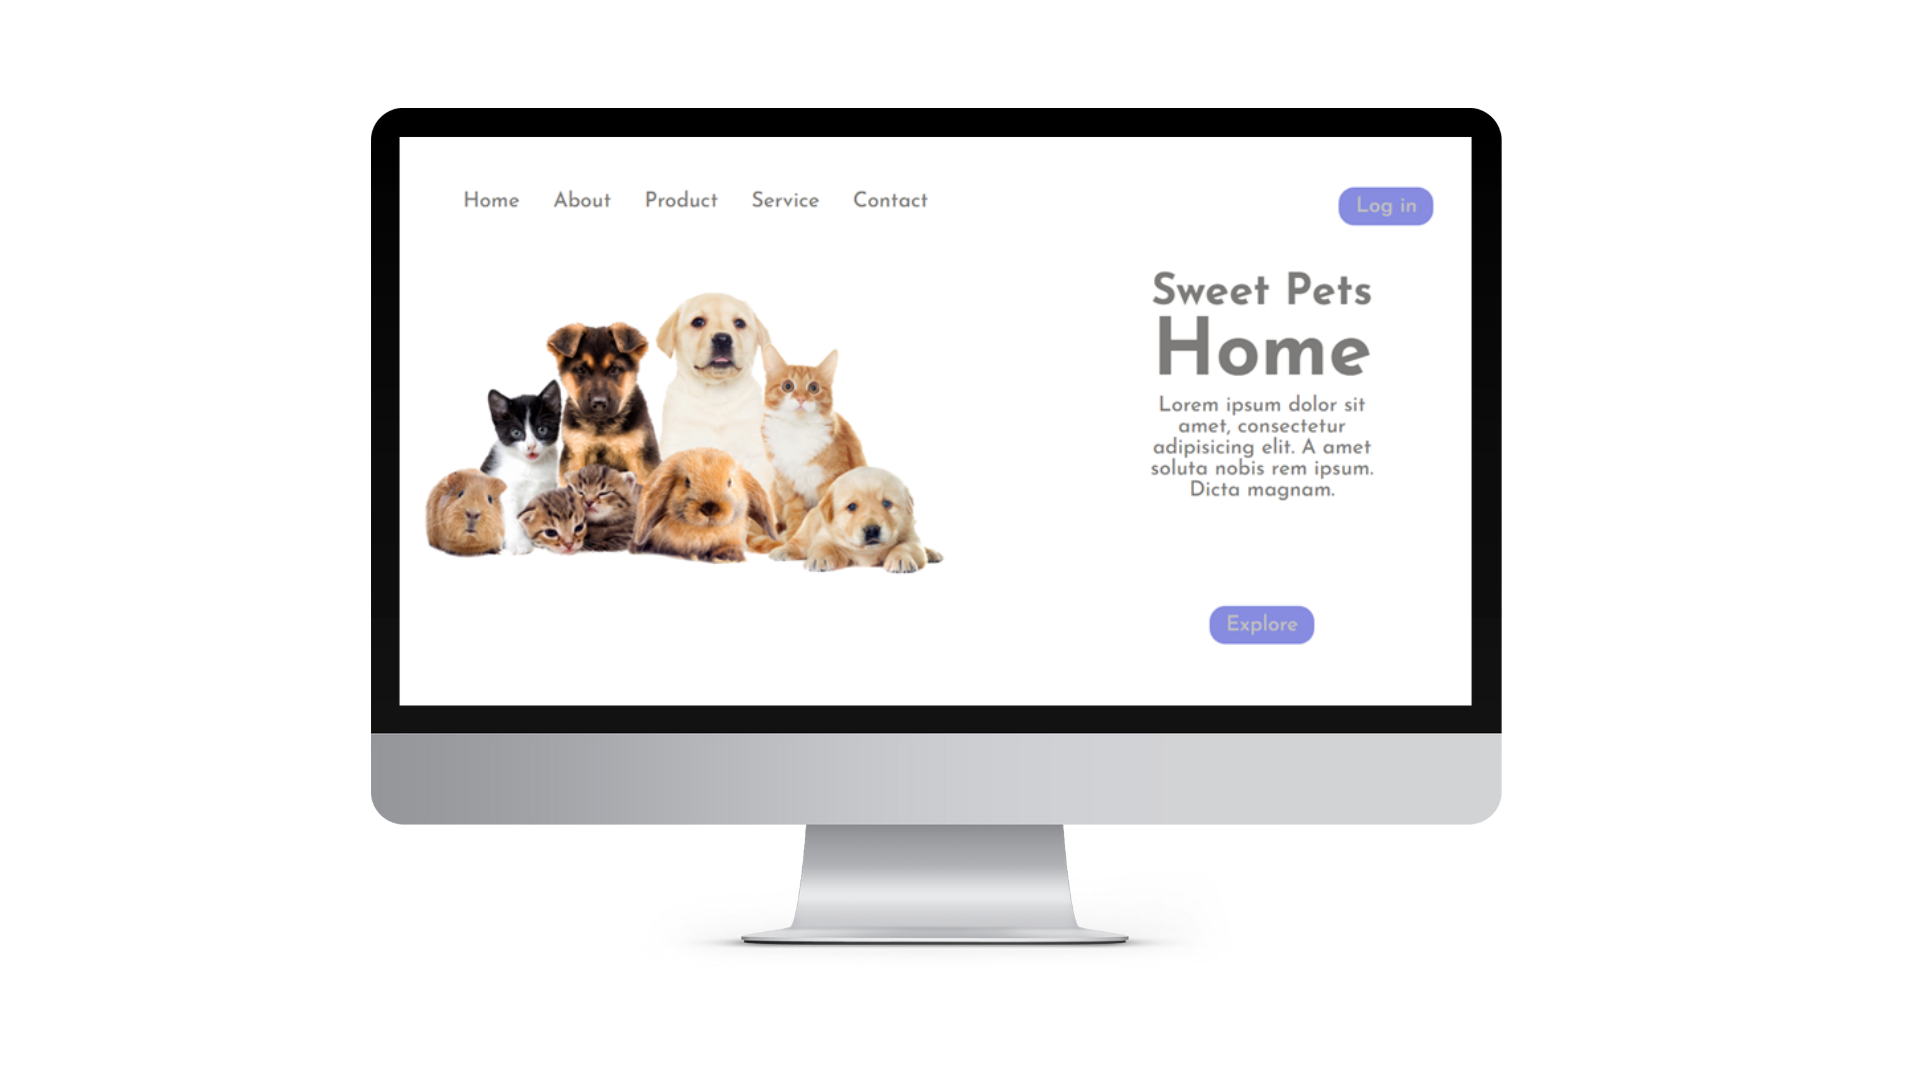 Home About Product Service Contact
Log in
Sweet Pets
Home
Lorem ipsum dolor sit
amet, consectetur
adipisicing elit. A amet
soluta nobis rem ipsum.
Dicta magnam.
Explore